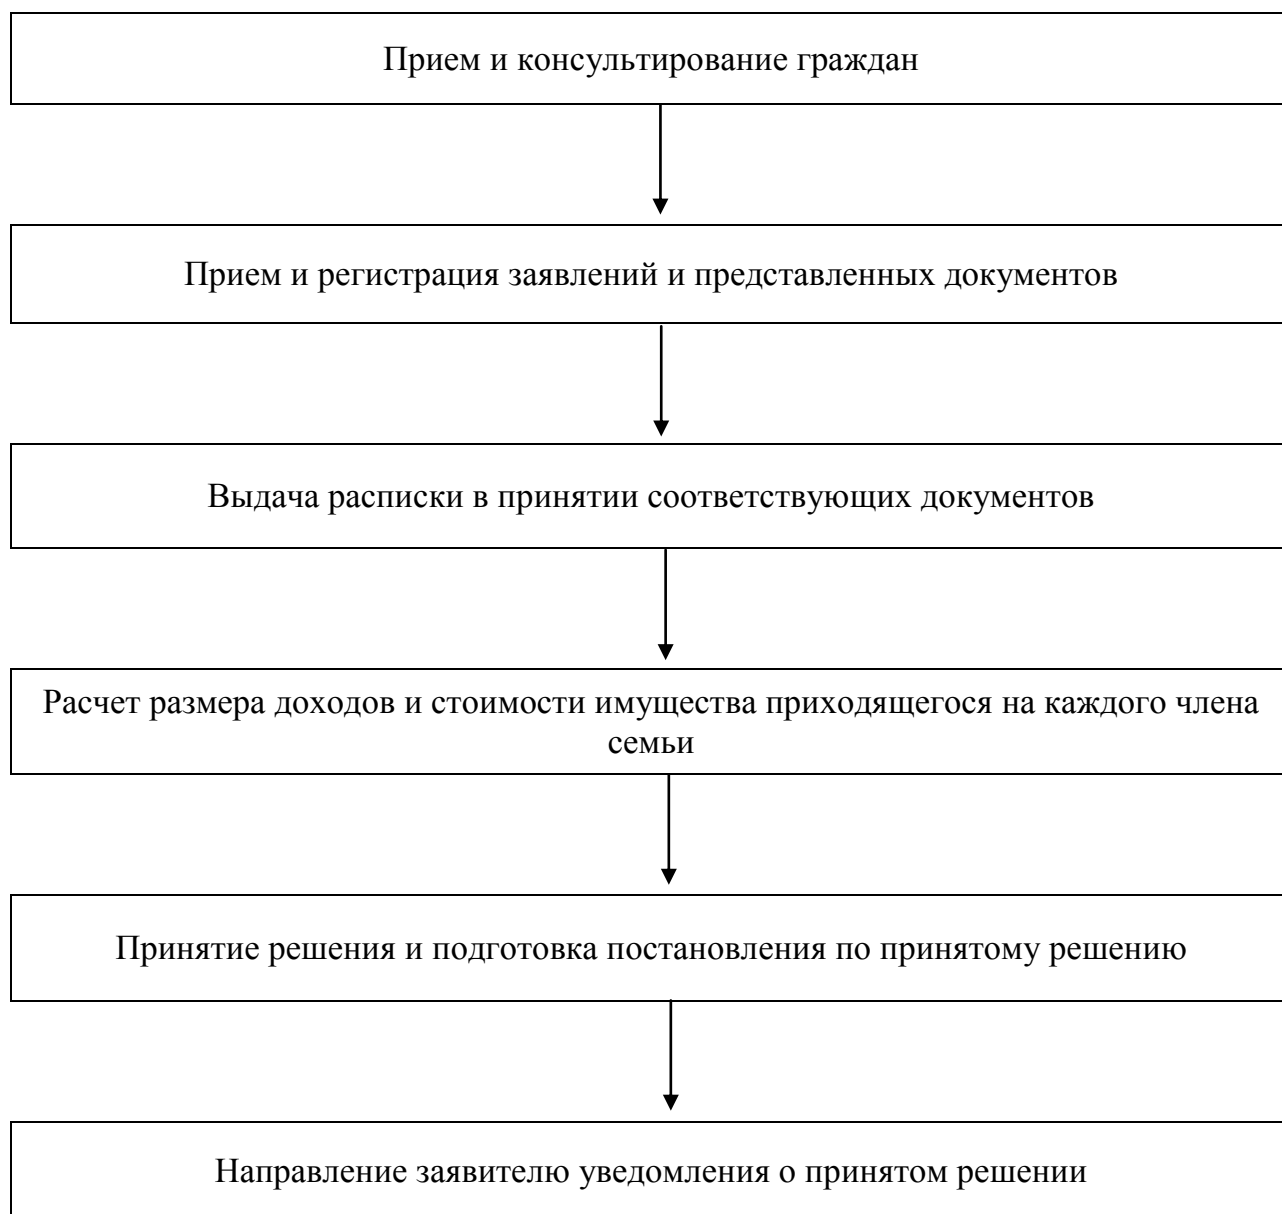 Прием и консультирование граждан
Прием и регистрация заявлений и представленных документов
Выдача расписки в принятии соответствующих документов
Расчет размера доходов и стоимости имущества приходящегося на каждого члена
семьи
Принятие решения и подготовка постановления по принятому решению
Направление заявителю уведомления о принятом решении